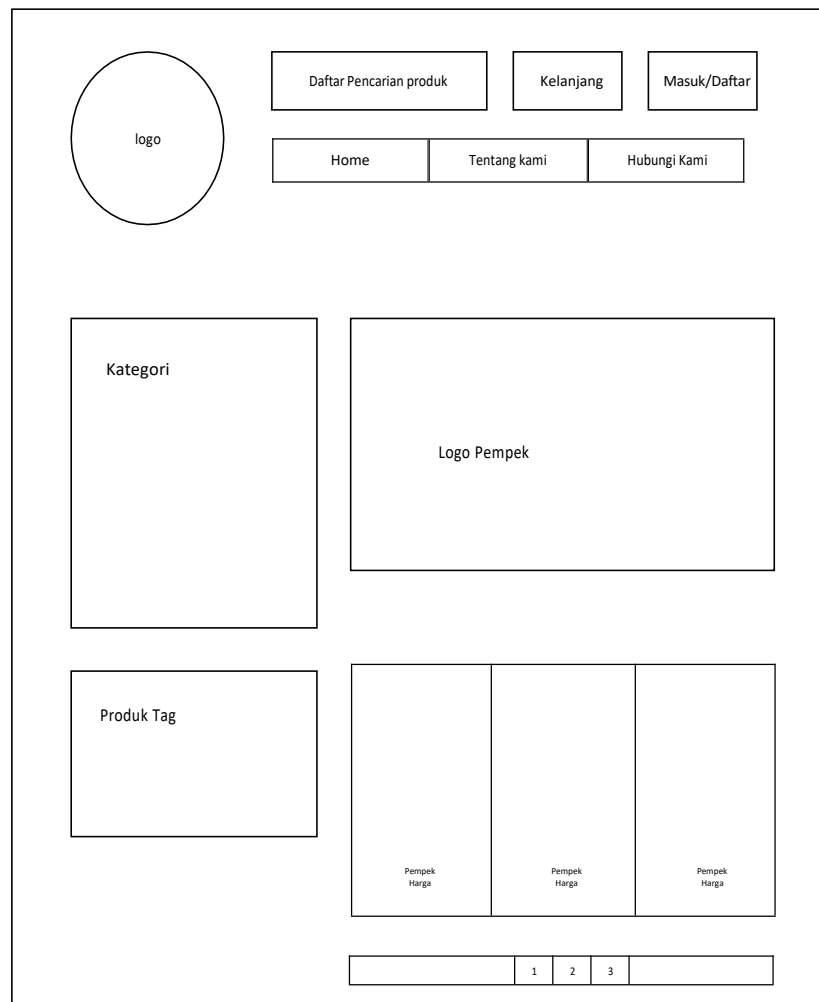 logo
Daftar Pencarian produk
Kelanjang
Masuk/Daftar
Home
Tentang kami
Hubungi Kami
Kategori
Logo Pempek
Produk Tag
Pempek
Harga
Pempek
Harga
Pempek
Harga
1
2
3